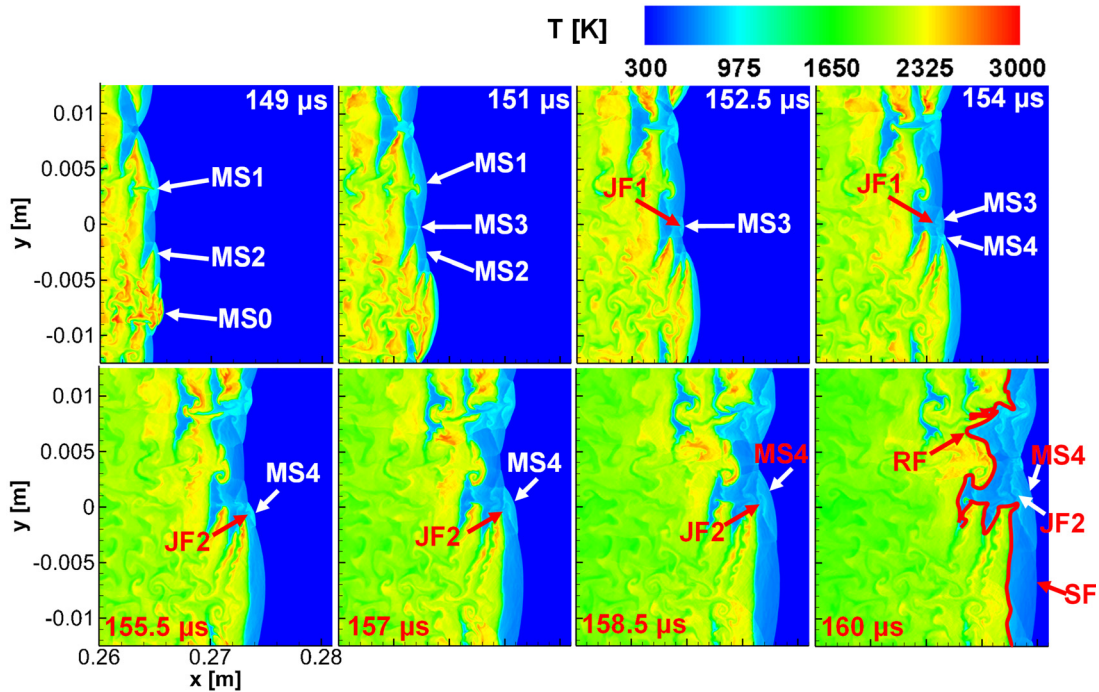 T [K]
300 975 1650 2325 3000
149 µs
151 µs
152.5 µs
154 µs
0.01
0.005
0
-0.005
-0.01
y [m]
MS1
MS2
MS0
MS1
MS3
MS2
JF1
MS3
JF1
MS3
MS4
0.01
0.005
0
-0.005
-0.01
y [m]
MS4
JF2
155.5 µs
MS4
JF2
157 µs
MS4
JF2
158.5 µs
RF
MS4
JF2
SF
160 µs
0.26 0.27 0.28
x [m]